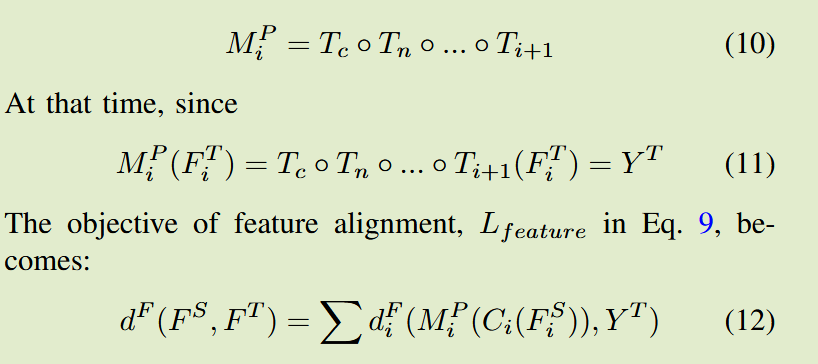 M_i^P = T_c ∘ T_n ∘ ... ∘ T_{i+1} (10)
At that time, since
M_i^P(F_i^T) = T_c ∘ T_n ∘ ... ∘ T_{i+1}(F_i^T) = Y^T (11)
The objective of feature alignment, L_{feature} in Eq. 9, be-
comes:
d^F(F^S, F^T) = ∑ d_i^F(M_i^P(C_i(F_i^S)), Y^T) (12)